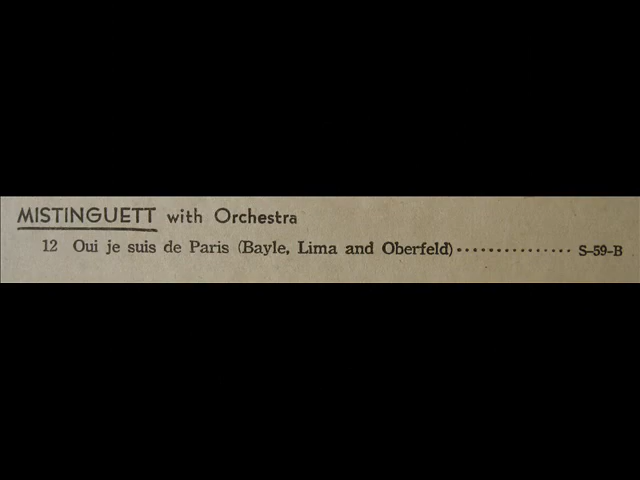 MISTINGUETT with Orchestra
12 Oui je suis de Paris (Bayle, Lima and Oberfeld) ··············· S–59–B